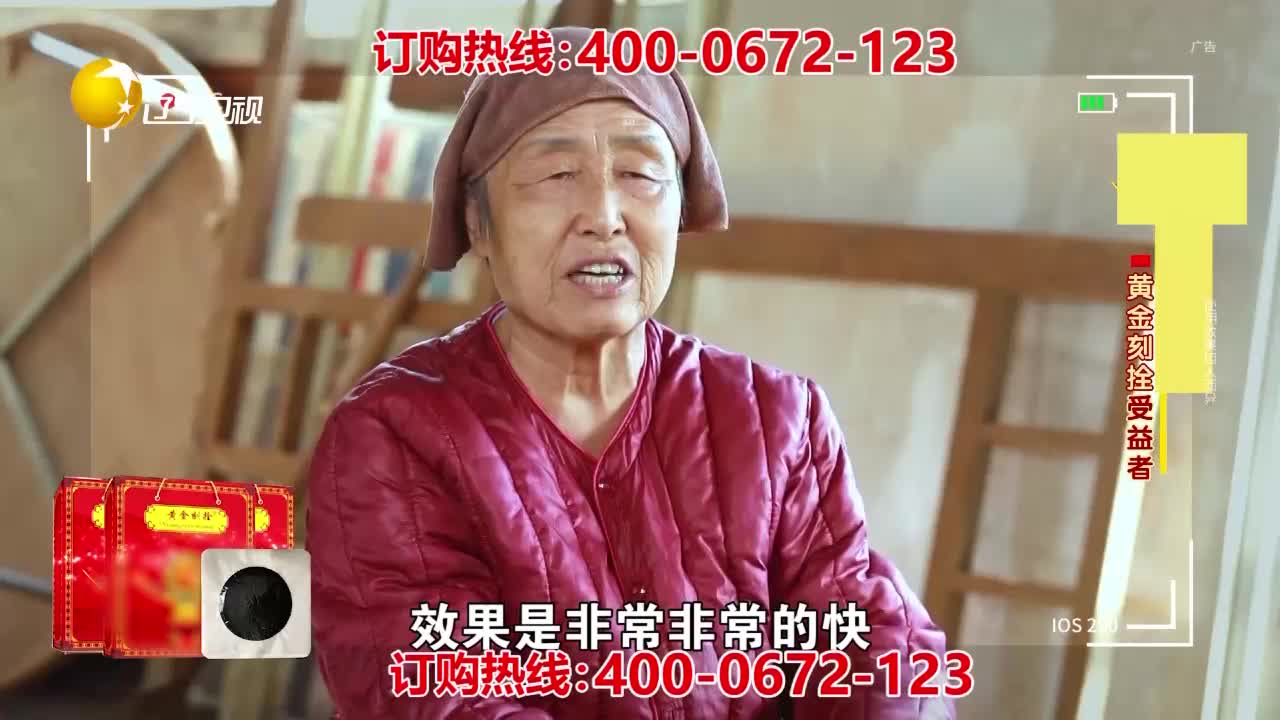 订购热线:400-0672-123
广告
辽宁卫视
黄金刻拴受益者
黄金刻拴
效果是非常非常的快
IOS 200
订购热线:400-0672-123